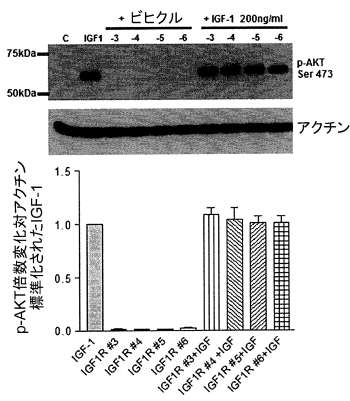 + ビヒクル
+ IGF-1 200ng/ml
C IGF1 -3 -4 -5 -6 -3 -4 -5 -6
75kDa
50kDa
p-AKT
Ser 473
アクチン
p-AKT倍数変化対アクチン
標準化されたIGF-1
1.5
1.0
0.5
0.0
IGF-1
IGF1R #3
IGF1R #4
IGF1R #5
IGF1R #6
IGF1R #3+IGF
IGF1R #4 +IGF
IGF1R #5+IGF
IGF1R #6+IGF